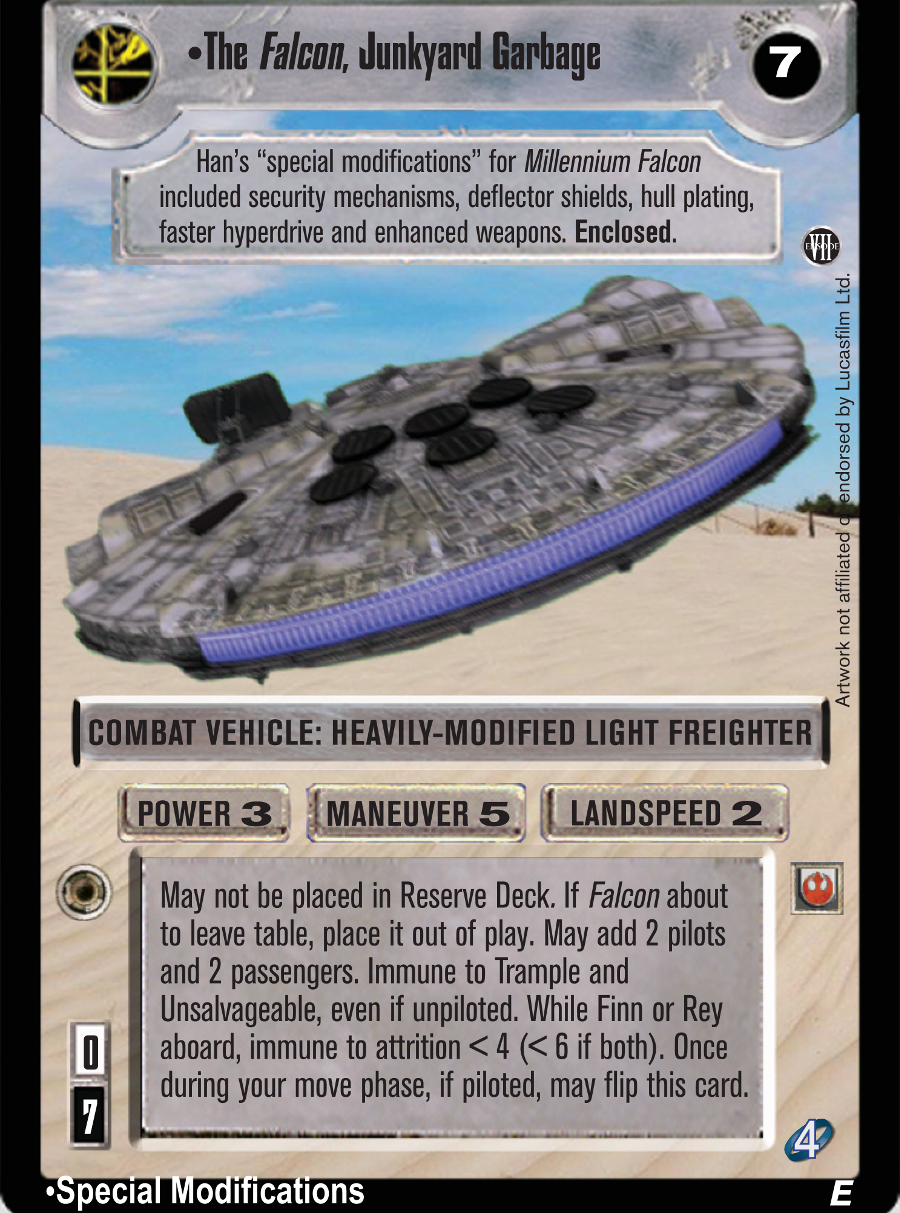 •The Falcon, Junkyard Garbage
7
Han's “special modifications” for Millennium Falcon
included security mechanisms, deflector shields, hull plating,
faster hyperdrive and enhanced weapons. Enclosed.
EPISODE
VII
Artwork not affiliated or endorsed by Lucasfilm Ltd.
COMBAT VEHICLE: HEAVILY-MODIFIED LIGHT FREIGHTER
POWER 3
MANEUVER 5
LANDSPEED 2
May not be placed in Reserve Deck. If Falcon about
to leave table, place it out of play. May add 2 pilots
and 2 passengers. Immune to Trample and
Unsalvageable, even if unpiloted. While Finn or Rey
aboard, immune to attrition < 4 (< 6 if both). Once
during your move phase, if piloted, may flip this card.
0
7
4
•Special Modifications
E